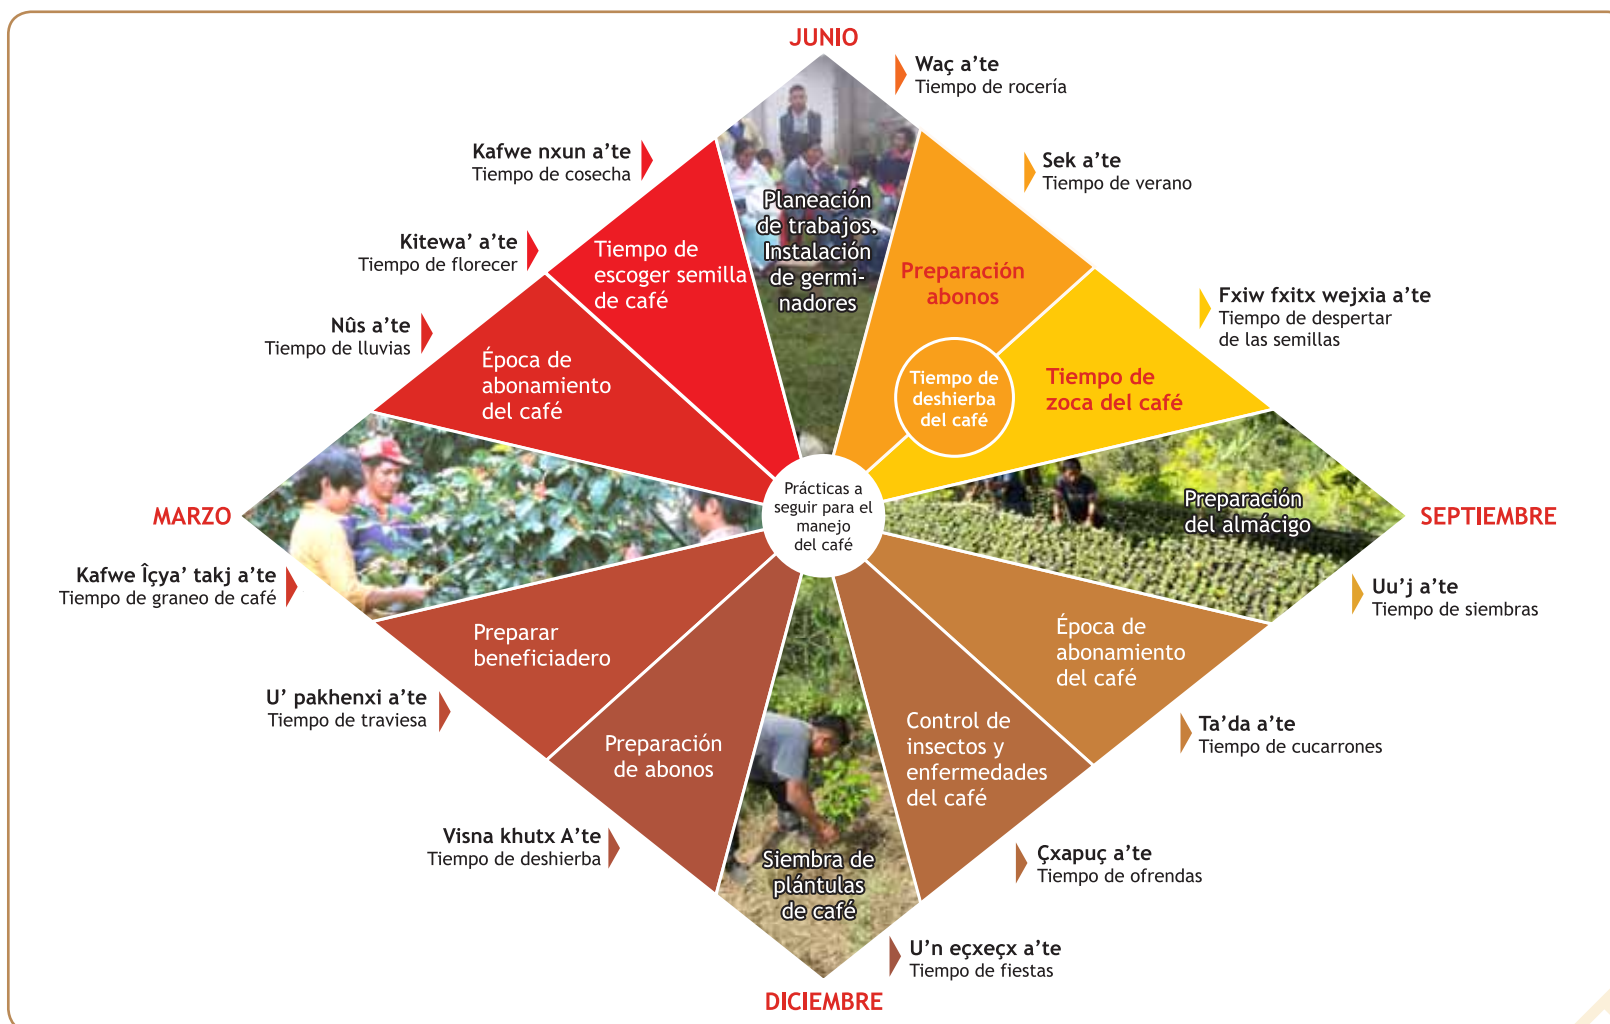 JUNIO
Waç a’te
Tiempo de rocería
Kafwe nxun a’te
Tiempo de cosecha
Sek a’te
Tiempo de verano
Kitewa’ a’te
Tiempo de florecer
Fxiw fxitx wejxia a’te
Tiempo de despertar
de las semillas
Nûs a’te
Tiempo de lluvias
Planeación
de trabajos.
Instalación
de germi-
nadores
Tiempo de
escoger semilla
de café
Preparación
abonos
Época de
abonamiento
del café
Tiempo de
deshierba
del café
Tiempo de
zoca del café
MARZO
Prácticas a
seguir para el
manejo
del café
Preparación
del almácigo
SEPTIEMBRE
Kafwe Îçya’ takj a’te
Tiempo de graneo de café
Uu’j a’te
Tiempo de siembras
Preparar
beneficiadero
Época de
abonamiento
del café
U’ pakhenxi a’te
Tiempo de traviesa
Ta’da a’te
Tiempo de cucarrones
Preparación
de abonos
Control de
insectos y
enfermedades
del café
Visna khutx A’te
Tiempo de deshierba
Siembra de
plántulas
de café
Çxapuç a’te
Tiempo de ofrendas
U’n eçxeçx a’te
Tiempo de fiestas
DICIEMBRE